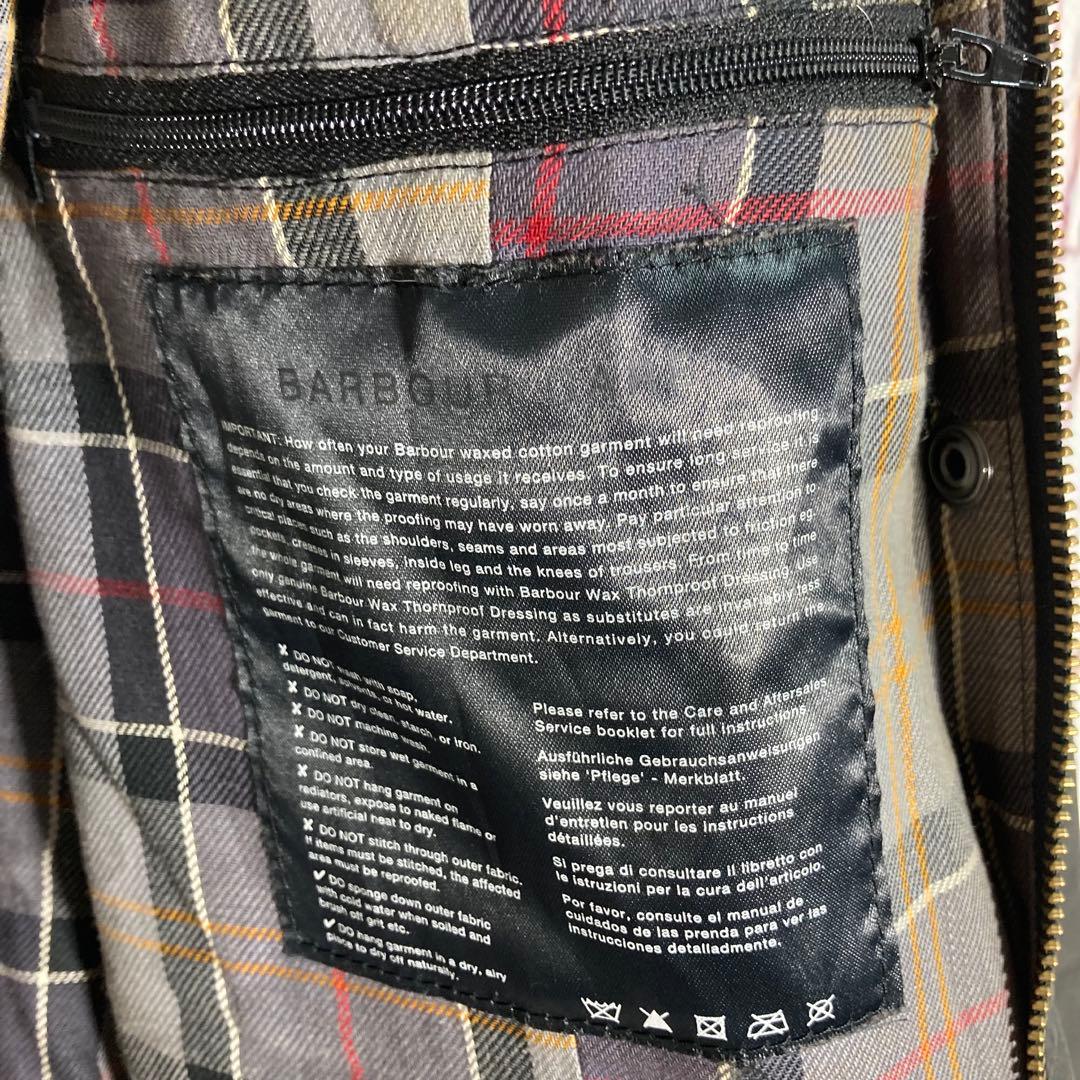 BARBOUR
IMPORTANT: How often your Barbour waxed cotton garment will need reproofing
depends on the amount and type of usage it receives. To ensure long service it is
essential that you check the garment regularly, say once a month to ensure that there
are no dry areas where the proofing may have worn away. Pay particular attention to
critical places such as the shoulders, seams and areas most subjected to friction eg.
pockets, creases in sleeves, inside leg and the knees of trousers. From time to time
the whole garment will need reproofing with Barbour Wax Thornproof Dressing. Use
only genuine Barbour Wax Thornproof Dressing as substitutes are invariably less
effective and can in fact harm the garment. Alternatively, you could return the
garment to our Customer Service Department.
✗ DO NOT wash with soap,
detergent, solvents, or hot water.
✗ DO NOT dry clean, starch, or iron.
✗ DO NOT machine wash.
✗ DO NOT store wet garment in a
confined area.
✗ DO NOT hang garment on
radiators, expose to naked flame or
use artificial heat to dry.
✗ DO NOT stitch through outer fabric.
If items must be stitched, the affected
area must be reproofed.
✓ DO sponge down outer fabric
with cold water when soiled and
brush off grit etc.
✓ DO hang garment in a dry, airy
place to dry off naturally.
Please refer to the Care and Aftersales
Service booklet for full instructions
Ausführliche Gebrauchsanweisungen
siehe 'Pflege' - Merkblatt.
Veuillez vous reporter au manuel
d'entretien pour les instructions
détaillées.
Si prega di consultare il libretto con
le istruzioni per la cura dell'articolo.
Por favor, consulte el manual de
cuidados de las prenda para ver las
instrucciones detalladmente.